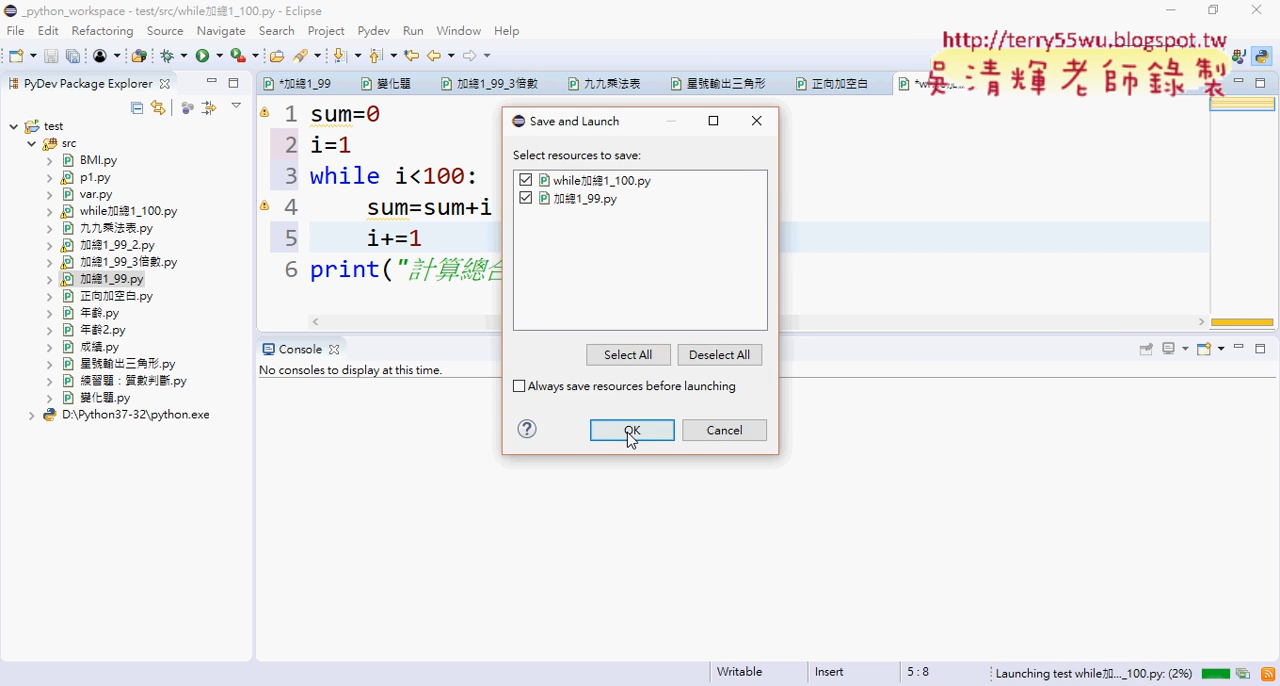 _python_workspace - test/src/while加總1_100.py - Eclipse
File Edit Refactoring Source Navigate Search Project Pydev Run Window Help
http://terry55wu.blogspot.tw
吳清輝老師錄製
PyDev Package Explorer
*加總1_99 變化題 加總1_99_3倍數 九九乘法表 星號輸出三角形 正向加空白
test
src
BMI.py
p1.py
var.py
while加總1_100.py
九九乘法表.py
加總1_99_2.py
加總1_99_3倍數.py
加總1_99.py
正向加空白.py
年齡.py
年齡2.py
成績.py
星號輸出三角形.py
練習題：質數判斷.py
變化題.py
D:\Python37-32\python.exe
1 sum=0
2 i=1
3 while i<100:
4 sum=sum+i
5 i+=1
6 print("計算總合
Save and Launch
Select resources to save:
while加總1_100.py
加總1_99.py
Select All Deselect All
Always save resources before launching
OK Cancel
Console
No consoles to display at this time.
Writable Insert 5 : 8 Launching test while加..._100.py: (2%)